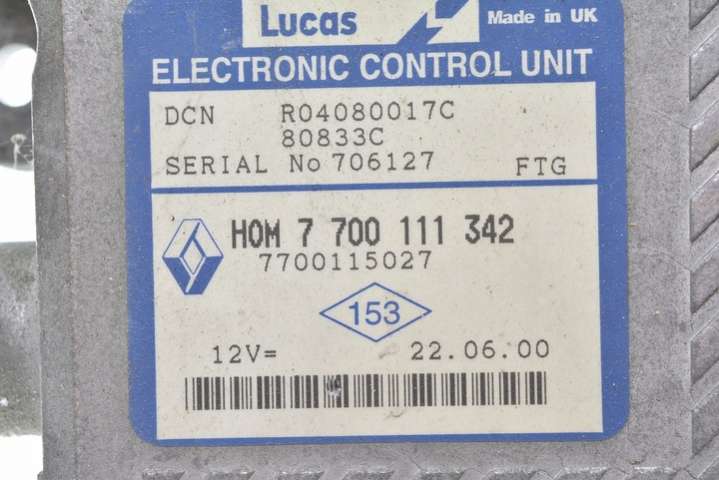 Lucas
Made in UK
ELECTRONIC CONTROL UNIT
DCN R04080017C
80833C
SERIAL No 706127 FTG
HOM 7 700 111 342
7700115027
153
12V= 22.06.00